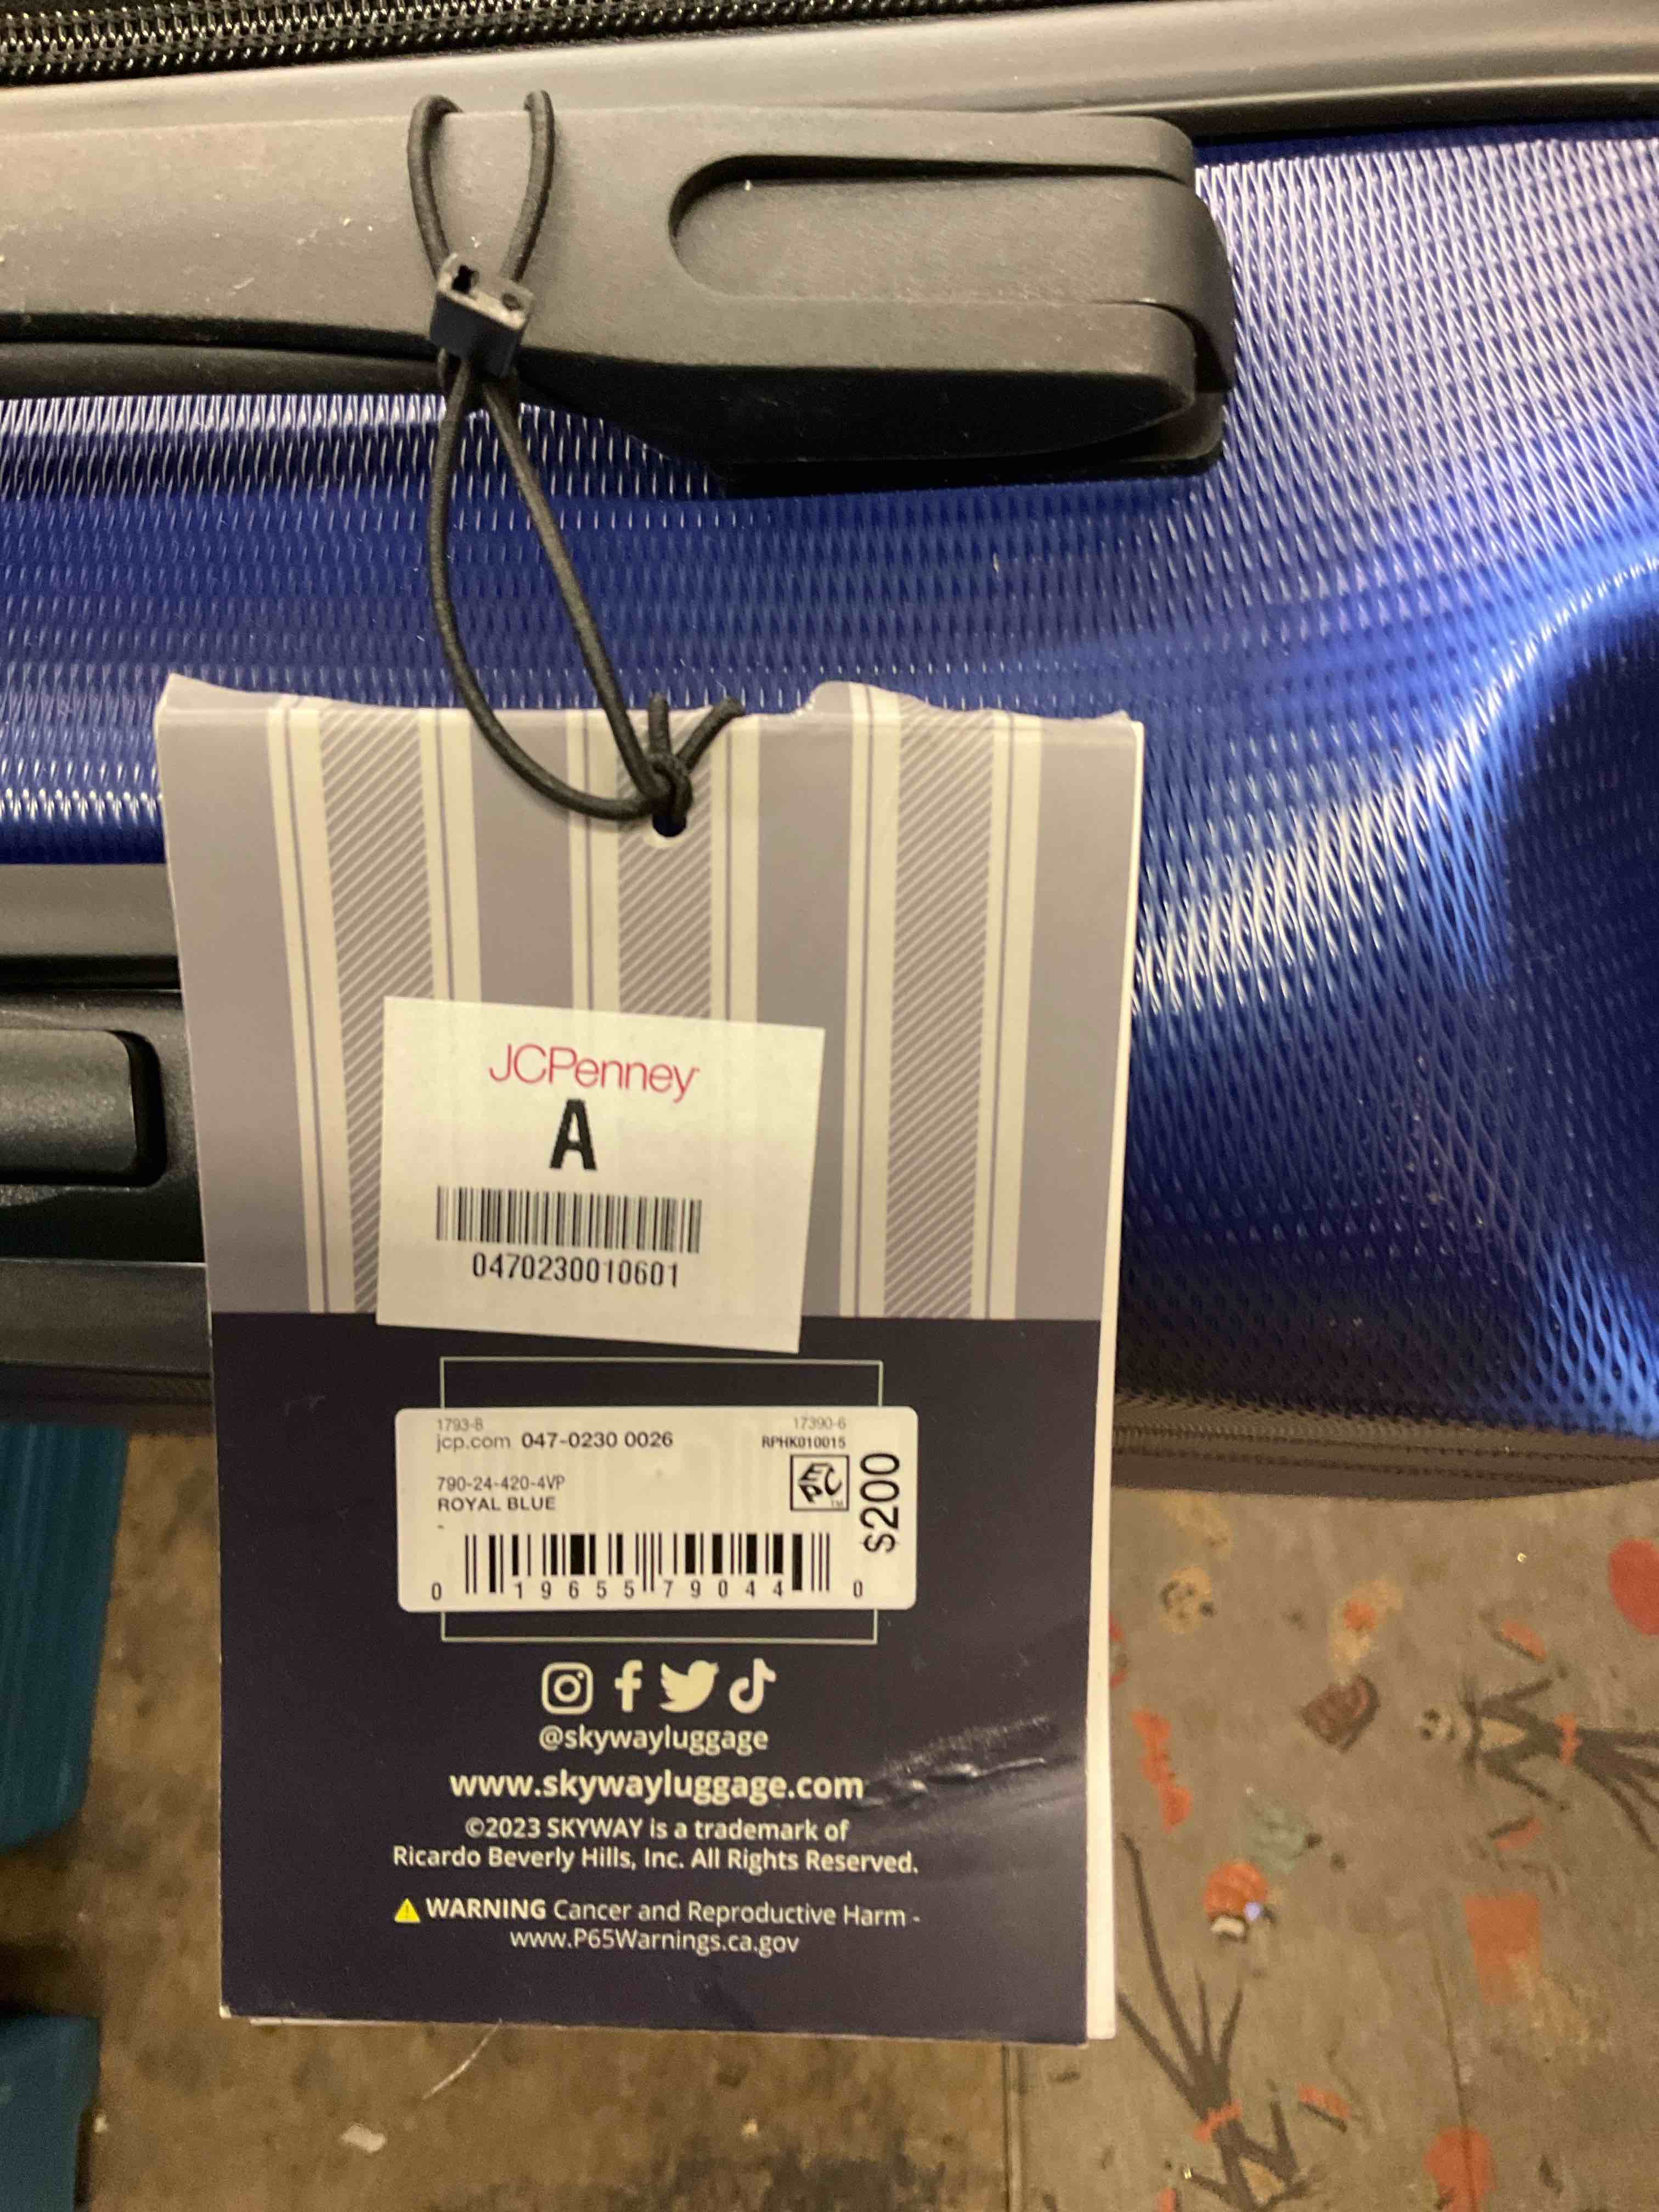 JCPenney
A
0470230010601
1793-8 17390-6
jcp.com 047-0230 0026 RPHK010015
790-24-420-4VP
ROYAL BLUE
-
$200
0 19655 79044 0
@skywayluggage
www.skywayluggage.com
©2023 SKYWAY is a trademark of
Ricardo Beverly Hills, Inc. All Rights Reserved.
WARNING Cancer and Reproductive Harm -
www.P65Warnings.ca.gov